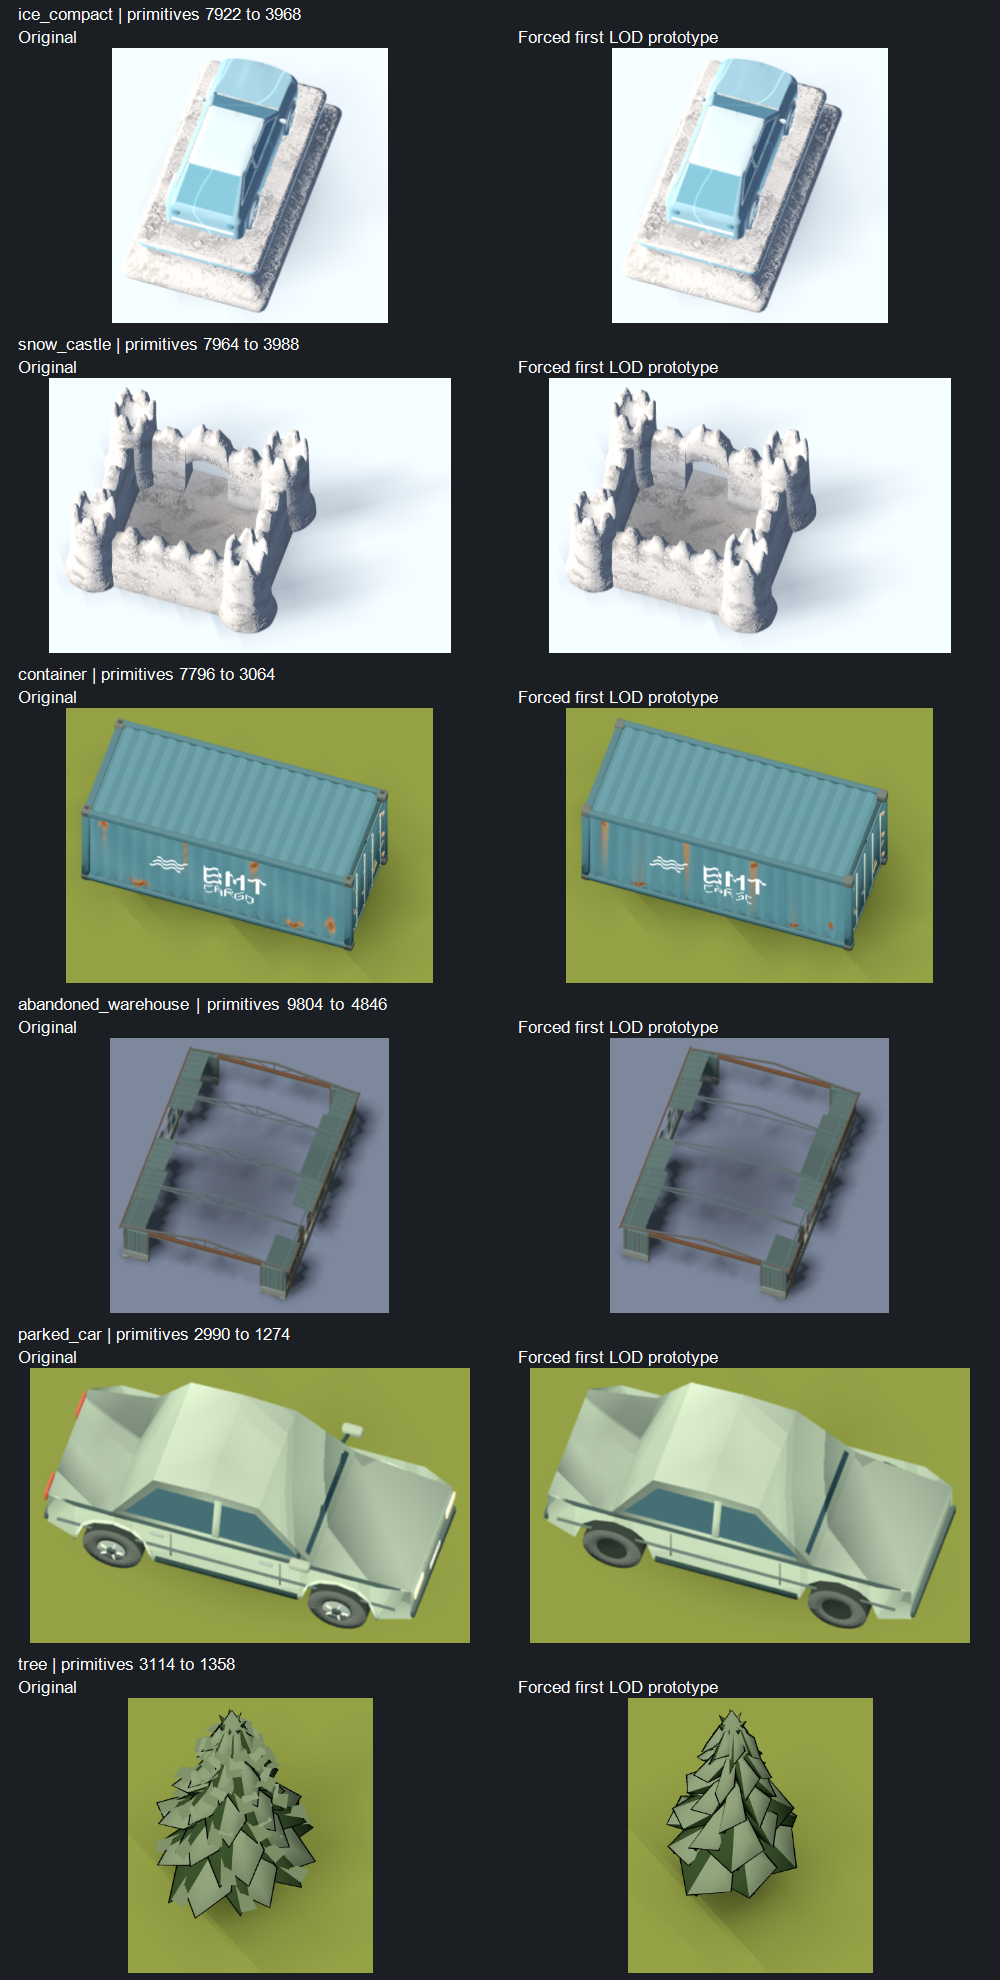 ice_compact | primitives 7922 to 3968
Original
Forced first LOD prototype
snow_castle | primitives 7964 to 3988
Original
Forced first LOD prototype
container | primitives 7796 to 3064
Original
Forced first LOD prototype
EMT
CARGO
EMT
CARGO
abandoned_warehouse | primitives 9804 to 4846
Original
Forced first LOD prototype
parked_car | primitives 2990 to 1274
Original
Forced first LOD prototype
tree | primitives 3114 to 1358
Original
Forced first LOD prototype